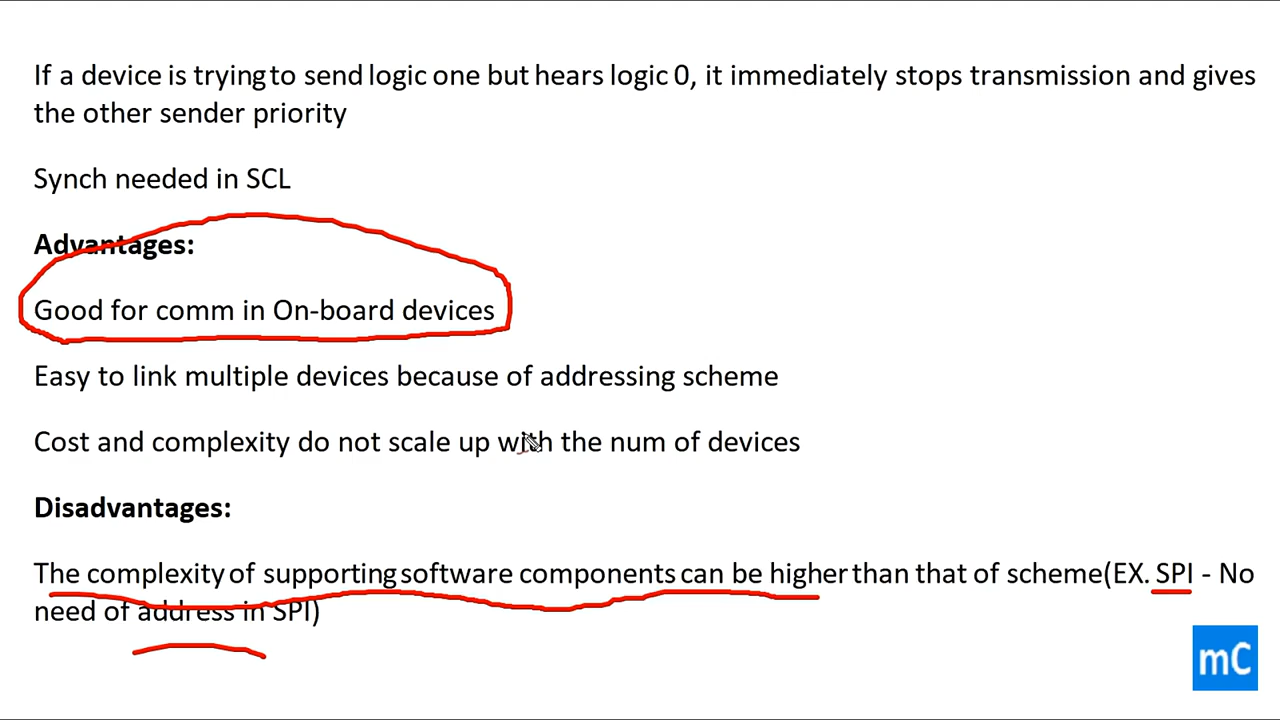 If a device is trying to send logic one but hears logic 0, it immediately stops transmission and gives
the other sender priority
Synch needed in SCL
Advantages:
Good for comm in On-board devices
Easy to link multiple devices because of addressing scheme
Cost and complexity do not scale up with the num of devices
Disadvantages:
The complexity of supporting software components can be higher than that of scheme(EX. SPI - No
need of address in SPI)
mC